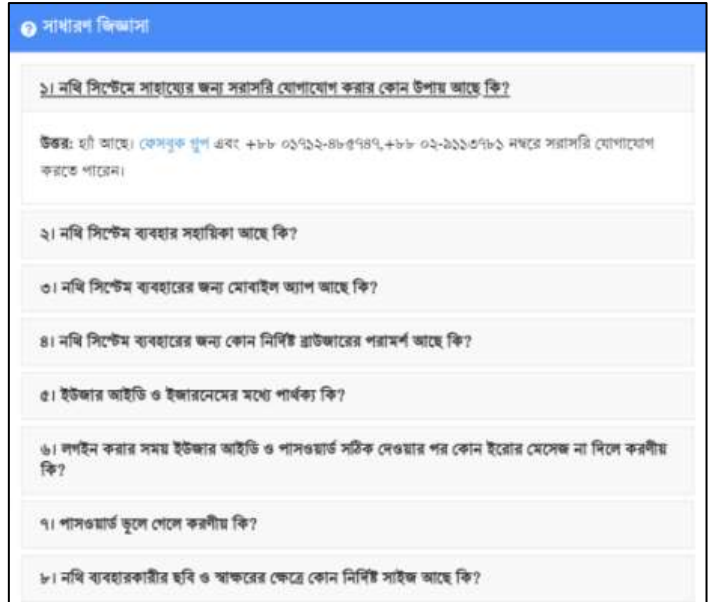 সাধারণ জিজ্ঞাসা
১। নথি সিস্টেমে সাহায্যের জন্য সরাসরি যোগাযোগ করার কোন উপায় আছে কি?
উত্তর: হ্যাঁ আছে। ফেসবুক গ্রুপ এবং +৮৮ ০১৭১২-৪৮৫৭৪৭,+৮৮ ০২-৯১১৩৭৮১ নম্বরে সরাসরি যোগাযোগ
করতে পারেন।
২। নথি সিস্টেম ব্যবহার সহায়িকা আছে কি?
৩। নথি সিস্টেম ব্যবহারের জন্য মোবাইল অ্যাপ আছে কি?
৪। নথি সিস্টেম ব্যবহারের জন্য কোন নির্দিষ্ট ব্রাউজারের পরামর্শ আছে কি?
৫। ইউজার আইডি ও ইজারনেমের মধ্যে পার্থক্য কি?
৬। লগইন করার সময় ইউজার আইডি ও পাসওয়ার্ড সঠিক দেওয়ার পর কোন ইরোর মেসেজ না দিলে করণীয়
কি?
৭। পাসওয়ার্ড ভুলে গেলে করণীয় কি?
৮। নথি ব্যবহারকারীর ছবি ও স্বাক্ষরের ক্ষেত্রে কোন নির্দিষ্ট সাইজ আছে কি?